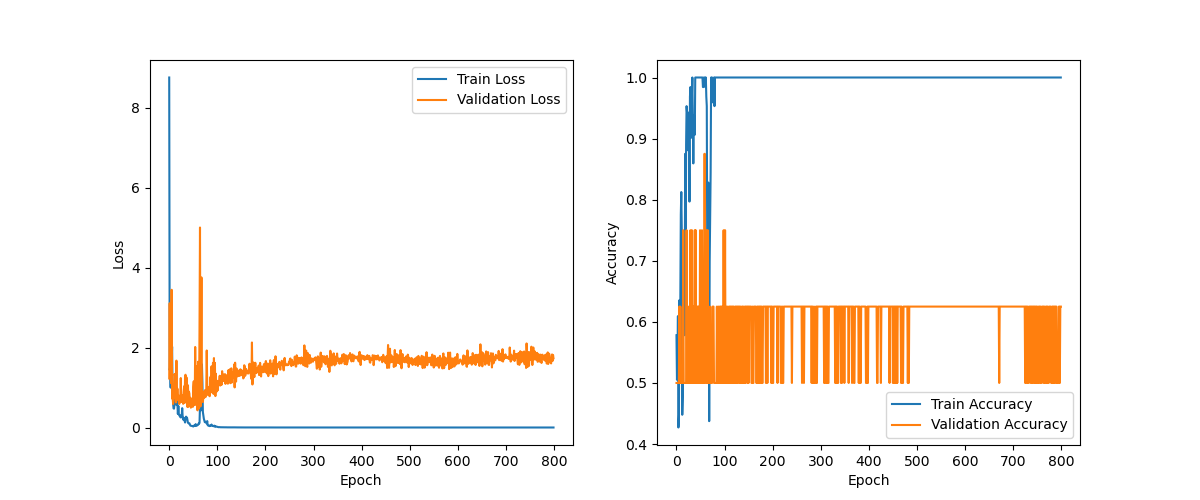 Train Loss
Validation Loss
Loss
8
6
4
2
0
0 100 200 300 400 500 600 700 800
Epoch
Accuracy
1.0
0.9
0.8
0.7
0.6
0.5
0.4
Train Accuracy
Validation Accuracy
0 100 200 300 400 500 600 700 800
Epoch